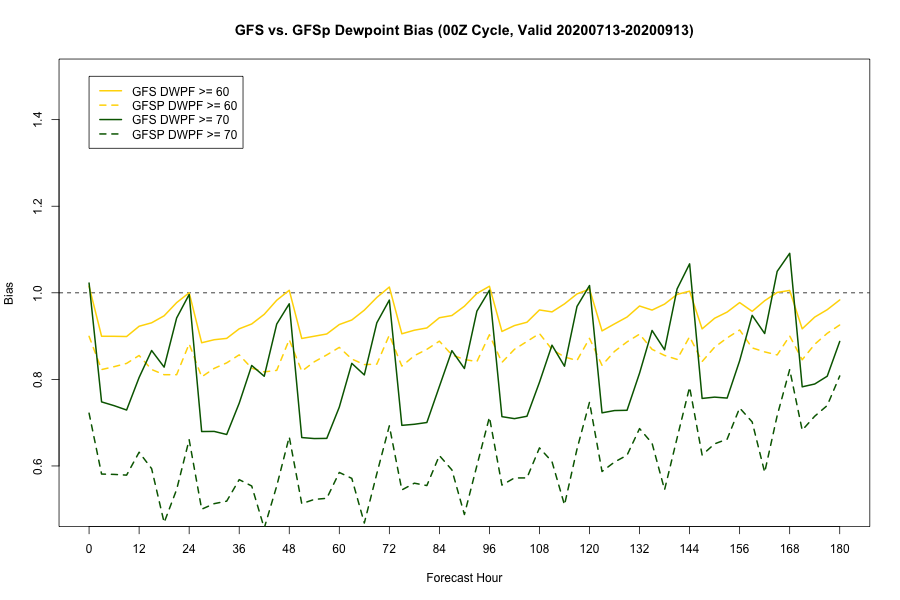 GFS vs. GFSp Dewpoint Bias (00Z Cycle, Valid 20200713-20200913)
GFS DWPF >= 60
GFSP DWPF >= 60
GFS DWPF >= 70
GFSP DWPF >= 70
Bias
1.4
1.2
1.0
0.8
0.6
0 12 24 36 48 60 72 84 96 108 120 132 144 156 168 180
Forecast Hour